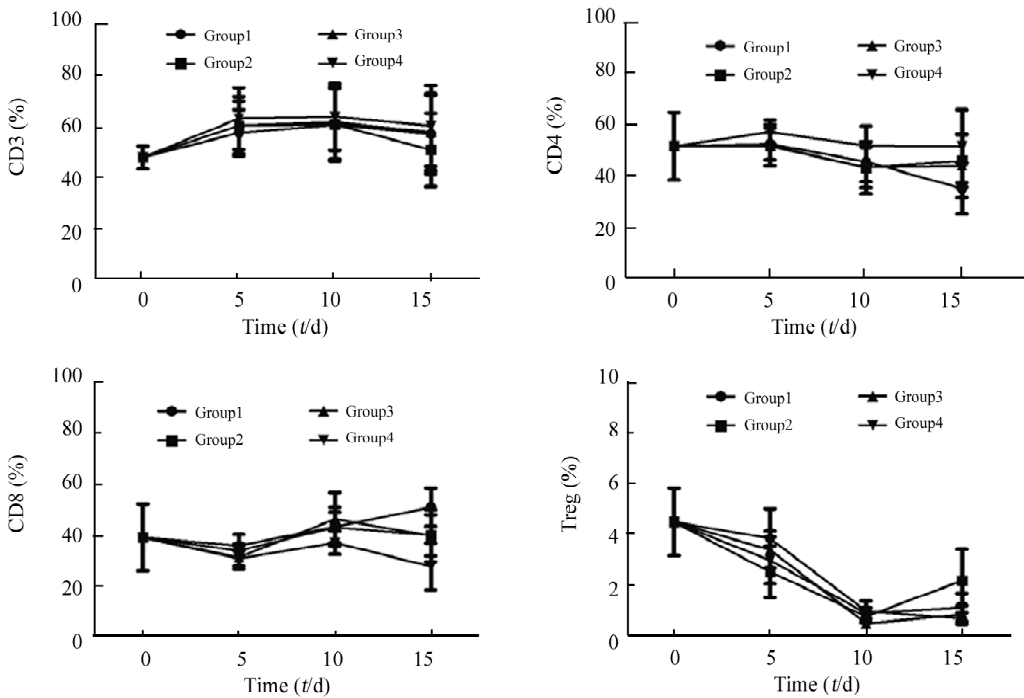 100
80
60
40
20
0
CD3 (%)
Group1
Group3
Group2
Group4
0 5 10 15
Time (t/d)
100
80
60
40
20
0
CD4 (%)
Group1
Group3
Group2
Group4
0 5 10 15
Time (t/d)
100
80
60
40
20
0
CD8 (%)
Group1
Group3
Group2
Group4
0 5 10 15
Time (t/d)
10
8
6
4
2
0
Treg (%)
Group1
Group3
Group2
Group4
0 5 10 15
Time (t/d)